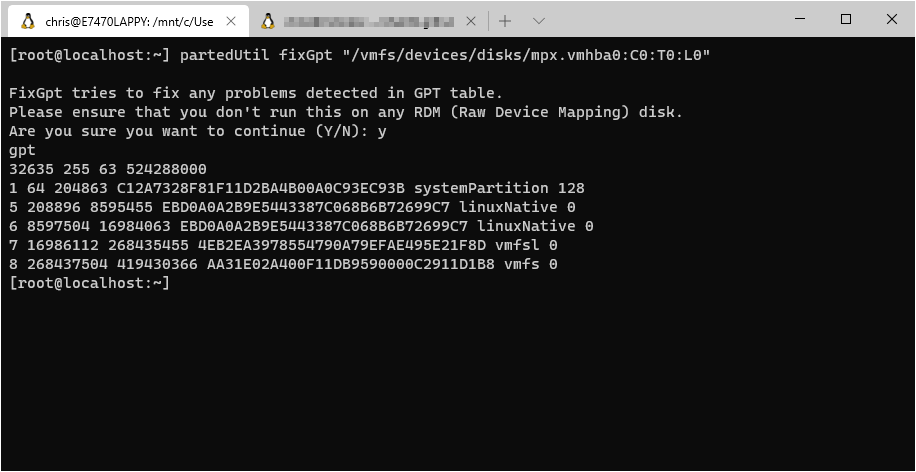 chris@E7470LAPPY: /mnt/c/Use
[root@localhost:~] partedUtil fixGpt "/vmfs/devices/disks/mpx.vmhba0:C0:T0:L0"
FixGpt tries to fix any problems detected in GPT table.
Please ensure that you don't run this on any RDM (Raw Device Mapping) disk.
Are you sure you want to continue (Y/N): y
gpt
32635 255 63 524288000
1 64 204863 C12A7328F81F11D2BA4B00A0C93EC93B systemPartition 128
5 208896 8595455 EBD0A0A2B9E5443387C068B6B72699C7 linuxNative 0
6 8597504 16984063 EBD0A0A2B9E5443387C068B6B72699C7 linuxNative 0
7 16986112 268435455 4EB2EA3978554790A79EFAE495E21F8D vmfsl 0
8 268437504 419430366 AA31E02A400F11DB9590000C2911D1B8 vmfs 0
[root@localhost:~]